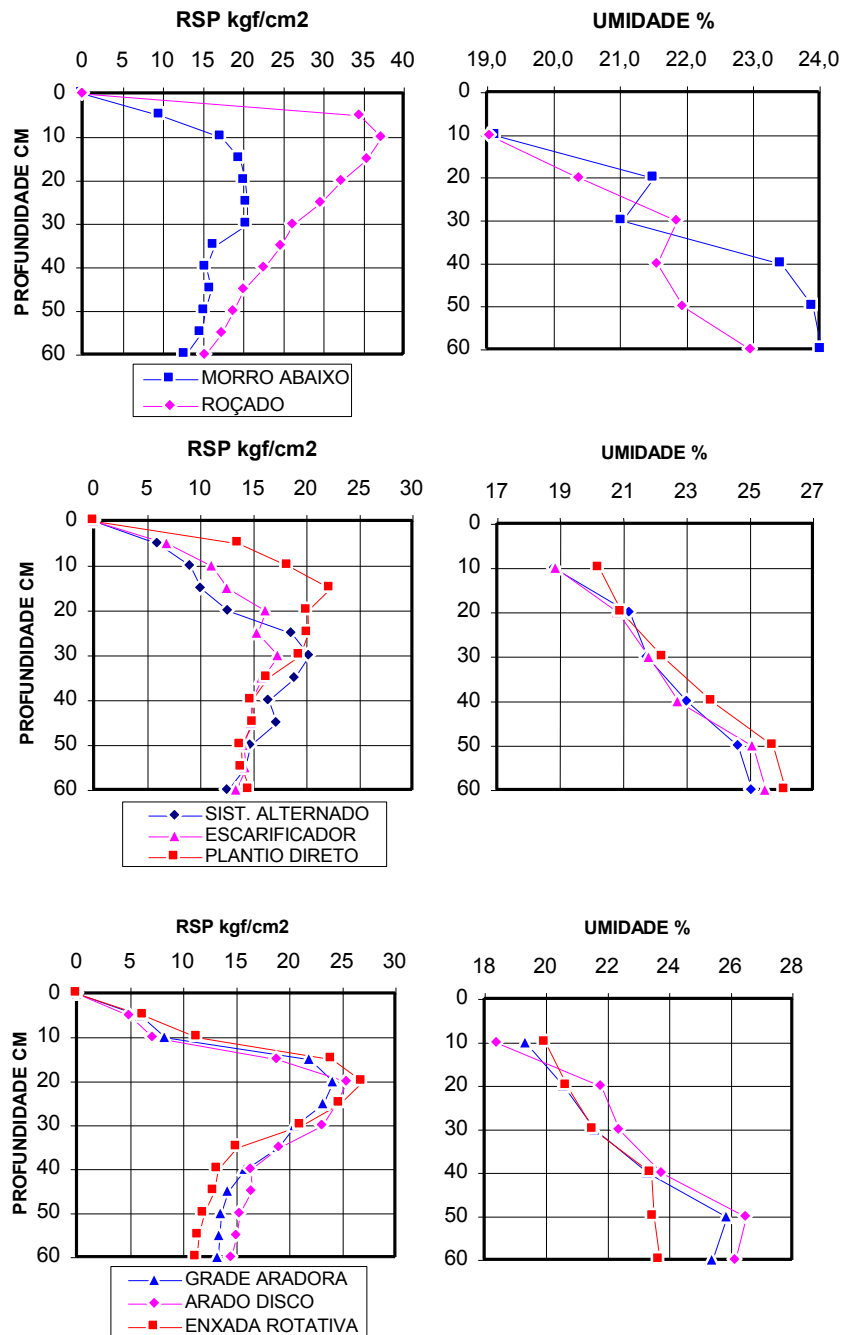 RSP kgf/cm2
0 5 10 15 20 25 30 35 40
0
10
20
30
40
50
60
PROFUNDIDADE CM
MORRO ABAIXO
ROÇADO
UMIDADE %
19,0 20,0 21,0 22,0 23,0 24,0
0
10
20
30
40
50
60
RSP kgf/cm2
0 5 10 15 20 25 30
0
10
20
30
40
50
60
PROFUNDIDADE CM
SIST. ALTERNADO
ESCARIFICADOR
PLANTIO DIRETO
UMIDADE %
17 19 21 23 25 27
0
10
20
30
40
50
60
RSP kgf/cm2
0 5 10 15 20 25 30
0
10
20
30
40
50
60
PROFUNDIDADE CM
GRADE ARADORA
ARADO DISCO
ENXADA ROTATIVA
UMIDADE %
18 20 22 24 26 28
0
10
20
30
40
50
60